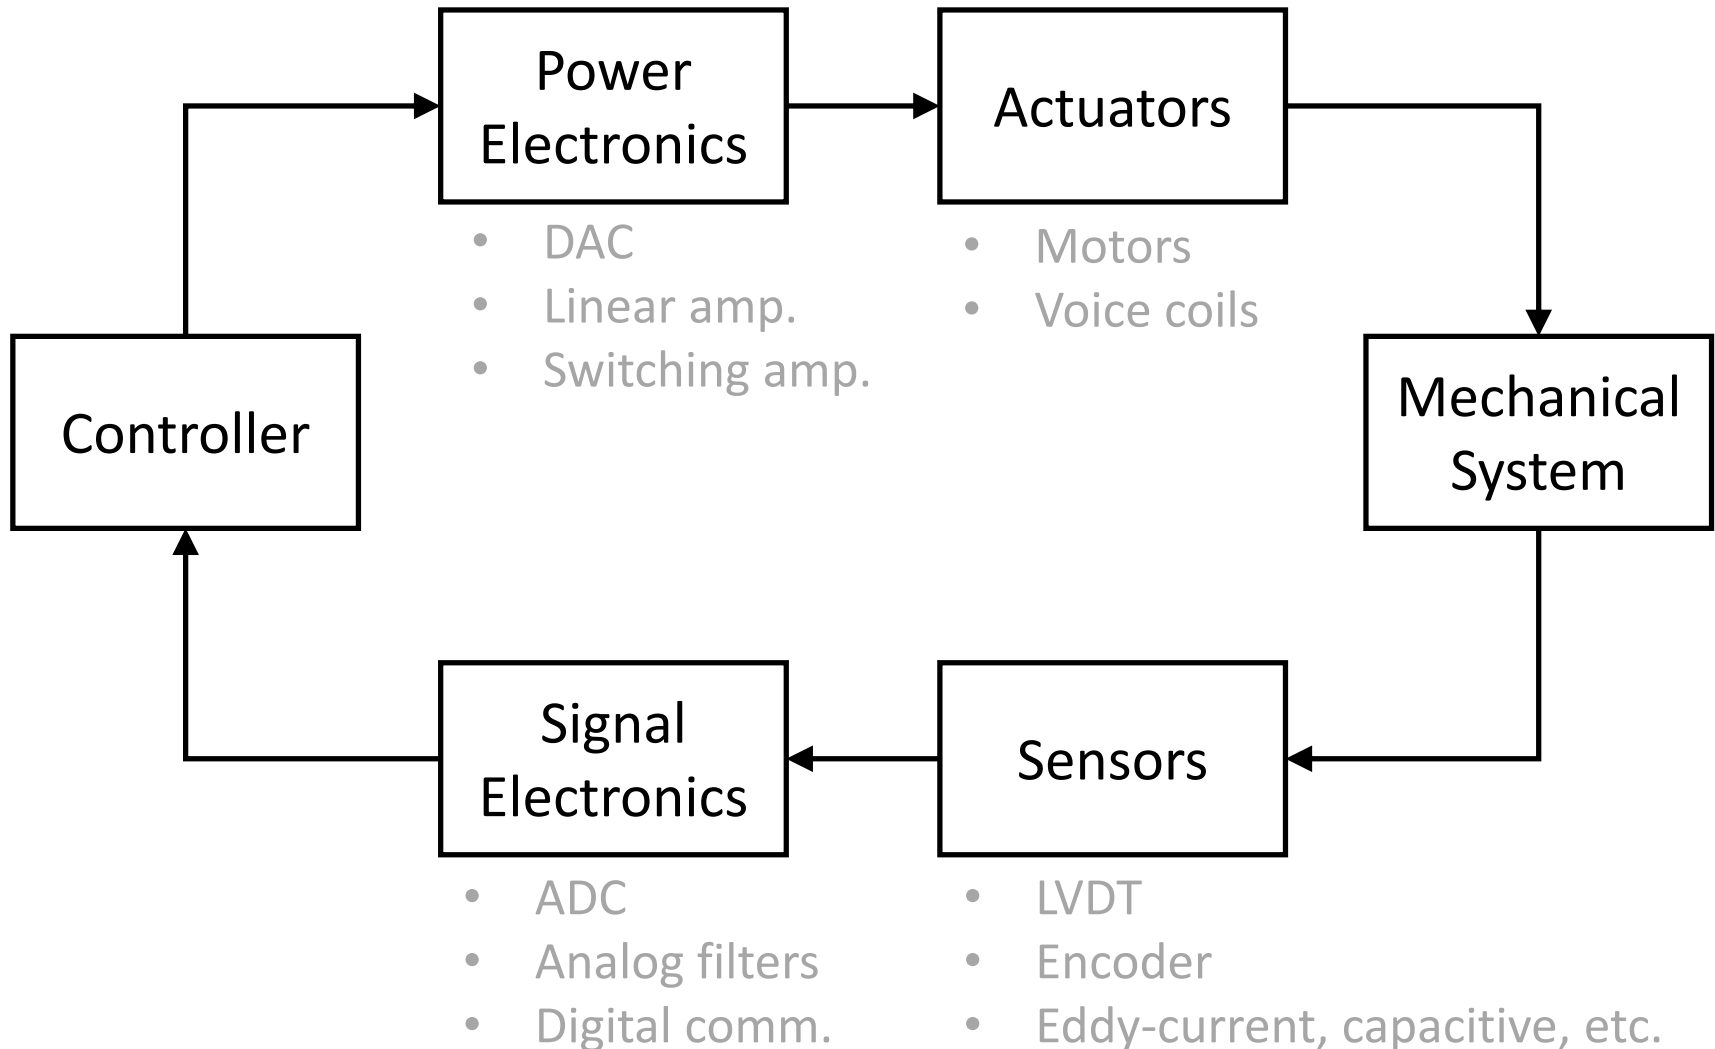 Power
Electronics
Actuators
• DAC
• Linear amp.
• Switching amp.
• Motors
• Voice coils
Controller
Mechanical
System
Signal
Electronics
Sensors
• ADC
• Analog filters
• Digital comm.
• LVDT
• Encoder
• Eddy-current, capacitive, etc.